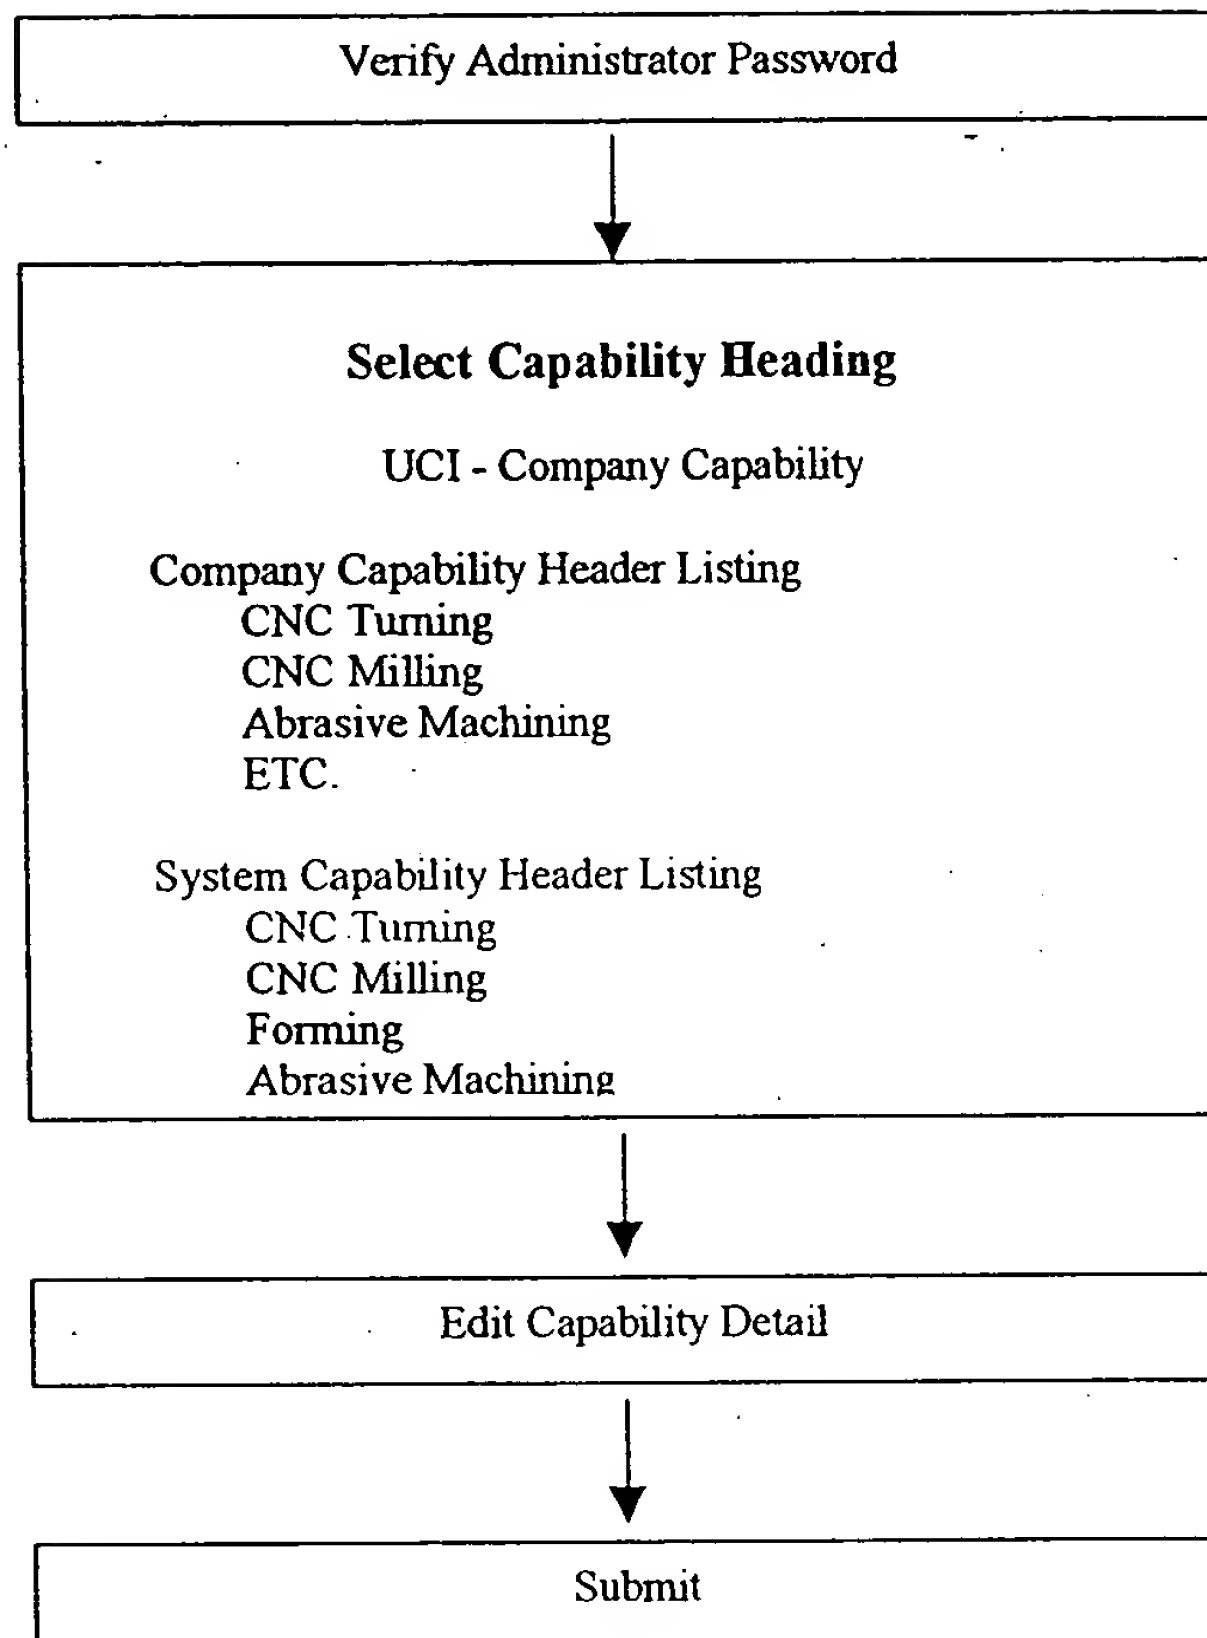 Verify Administrator Password
Select Capability Heading
UCI - Company Capability
Company Capability Header Listing
CNC Turning
CNC Milling
Abrasive Machining
ETC.
System Capability Header Listing
CNC Turning
CNC Milling
Forming
Abrasive Machining
Edit Capability Detail
Submit